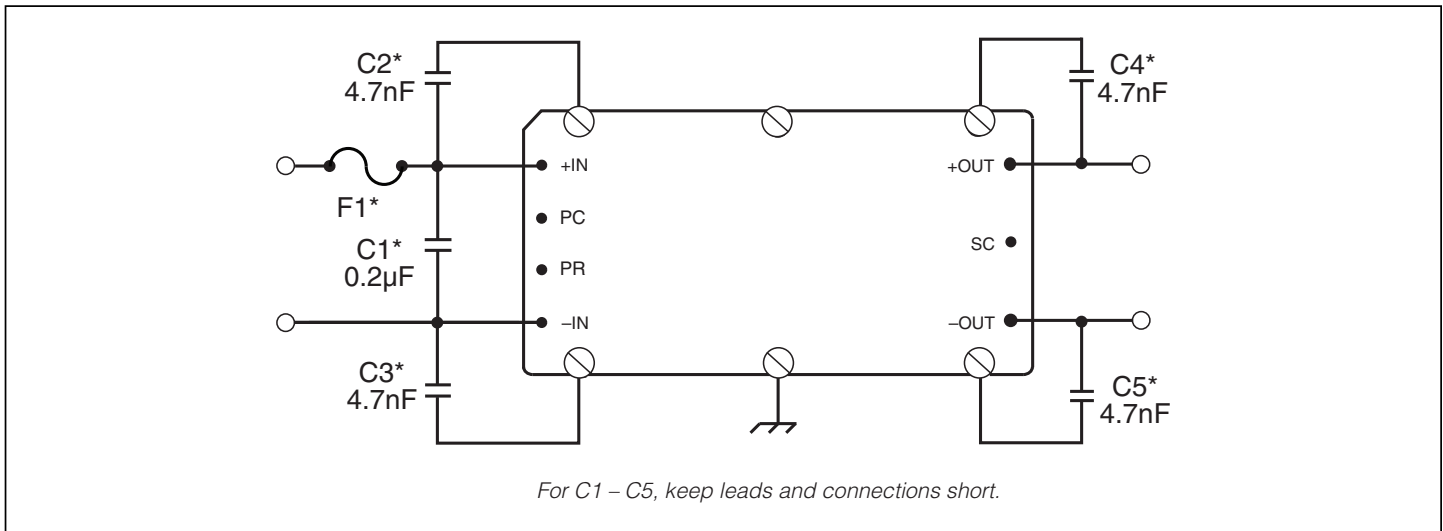 C2*
4.7nF
C4*
4.7nF
+IN
+OUT
F1*
PC
C1*
0.2µF
SC
PR
–IN
–OUT
C3*
4.7nF
C5*
4.7nF
For C1 – C5, keep leads and connections short.